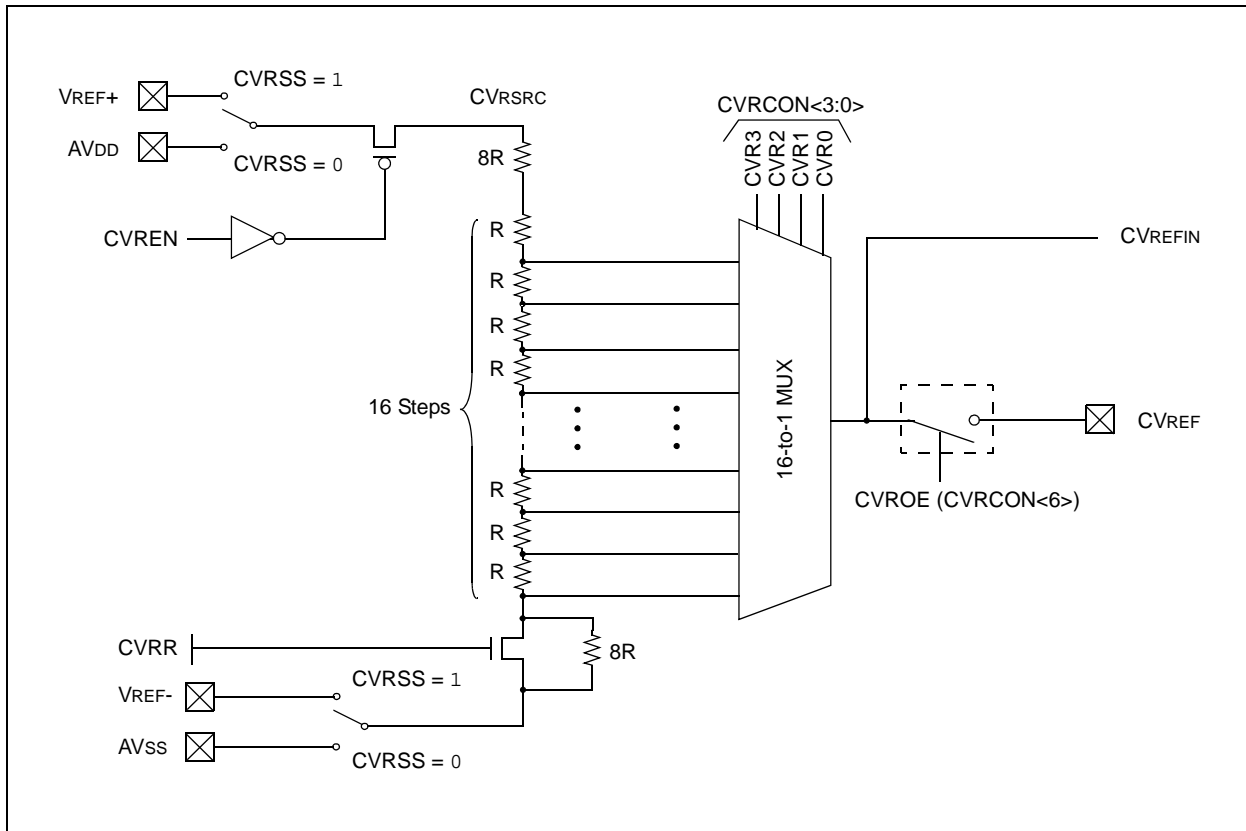 VREF+
CVRSS = 1
AVDD
CVRSS = 0
CVREN
CVRSRC
8R
R
R
R
R
16 Steps
R
R
R
CVRCON<3:0>
CVR3
CVR2
CVR1
CVR0
16-to-1 MUX
CVREFIN
CVREF
CVROE (CVRCON<6>)
CVRR
8R
VREF-
CVRSS = 1
AVSS
CVRSS = 0